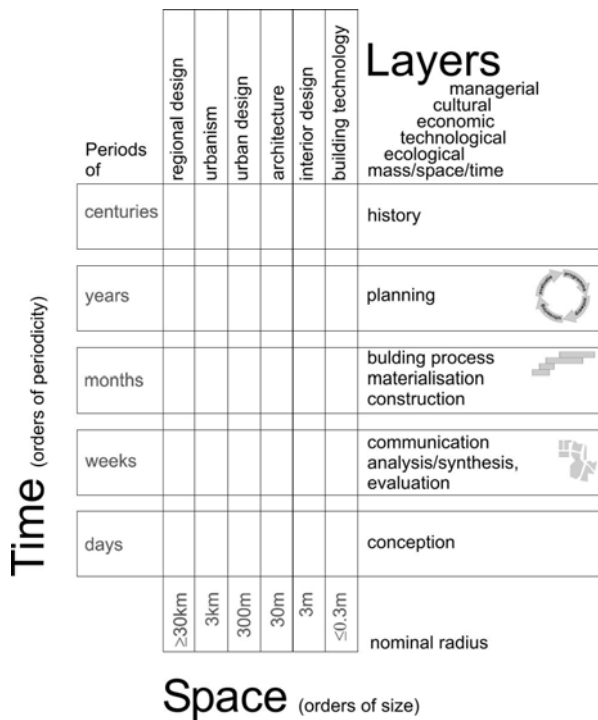 Layers
managerial
cultural
economic
technological
ecological
mass/space/time
Periods
of
regional design
urbanism
urban design
architecture
interior design
building technology
centuries
history
years
planning
months
bulding process
materialisation
construction
weeks
communication
analysis/synthesis,
evaluation
days
conception
≥30km
3km
300m
30m
3m
≤0.3m
nominal radius
Time (orders of periodicity)
Space (orders of size)